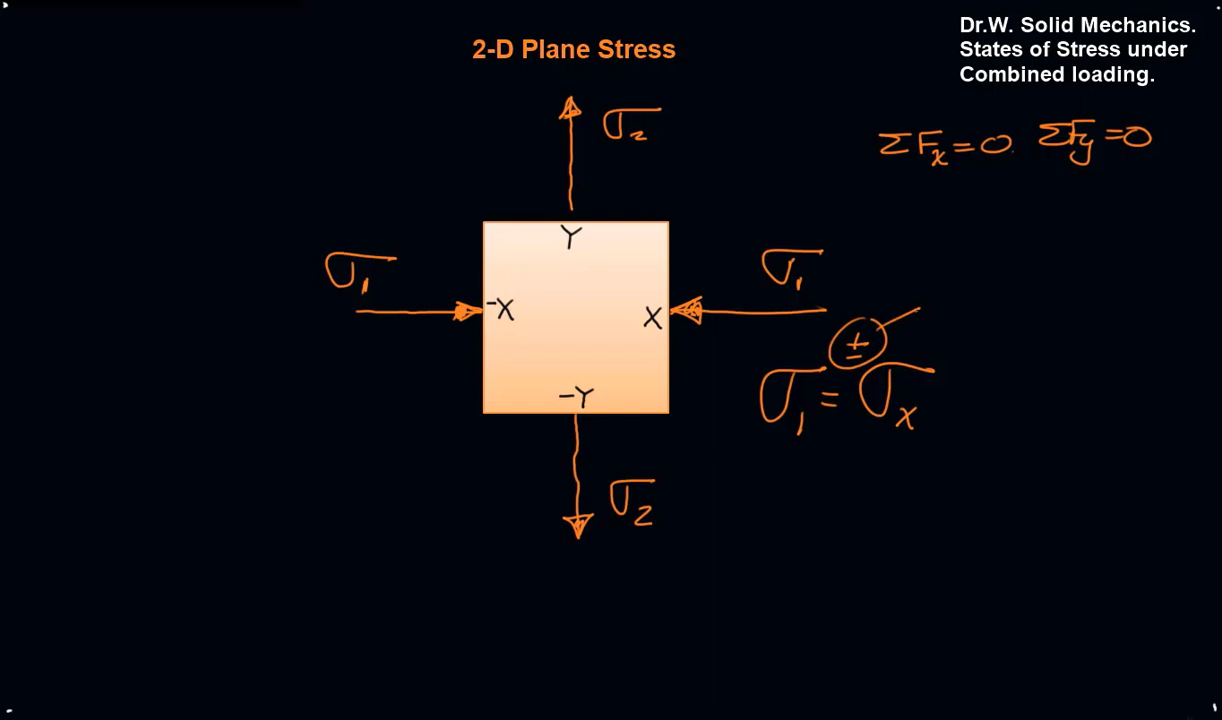 Dr.W. Solid Mechanics.
States of Stress under
Combined loading.
2-D Plane Stress
σ₂
ΣFx=0. ΣFy=0
Y
σ₁
σ₁
-X
X
±
σ₁=σx
-Y
σ₂